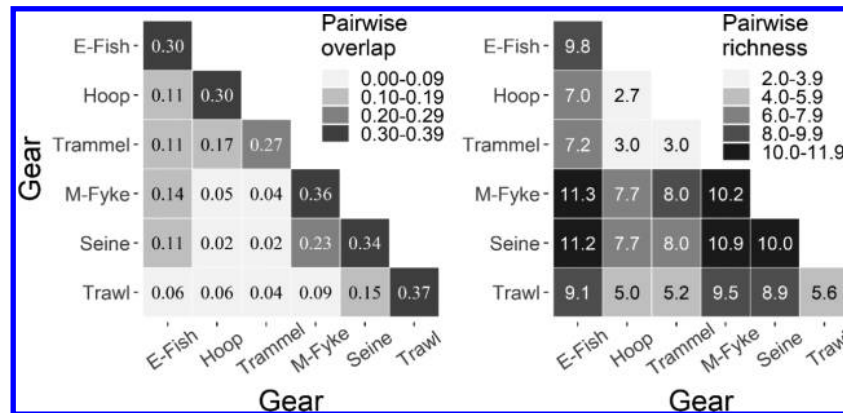 Pairwise
overlap
0.00-0.09
0.10-0.19
0.20-0.29
0.30-0.39
Gear
E-Fish 0.30
Hoop 0.11 0.30
Trammel 0.11 0.17 0.27
M-Fyke 0.14 0.05 0.04 0.36
Seine 0.11 0.02 0.02 0.23 0.34
Trawl 0.06 0.06 0.04 0.09 0.15 0.37
E-Fish Hoop Trammel M-Fyke Seine Trawl
Gear
Pairwise
richness
2.0-3.9
4.0-5.9
6.0-7.9
8.0-9.9
10.0-11.9
E-Fish 9.8
Hoop 7.0 2.7
Trammel 7.2 3.0 3.0
M-Fyke 11.3 7.7 8.0 10.2
Seine 11.2 7.7 8.0 10.9 10.0
Trawl 9.1 5.0 5.2 9.5 8.9 5.6
E-Fish Hoop Trammel M-Fyke Seine Trawl
Gear